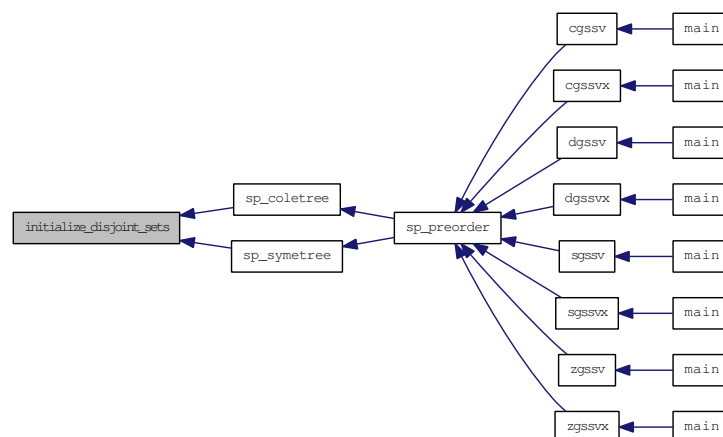 cgssv main
cgssvx main
dgssv main
sp_coletree dgssvx main
initialize_disjoint_sets sp_preorder
sp_symetree sgssv main
sgssvx main
zgssv main
zgssvx main